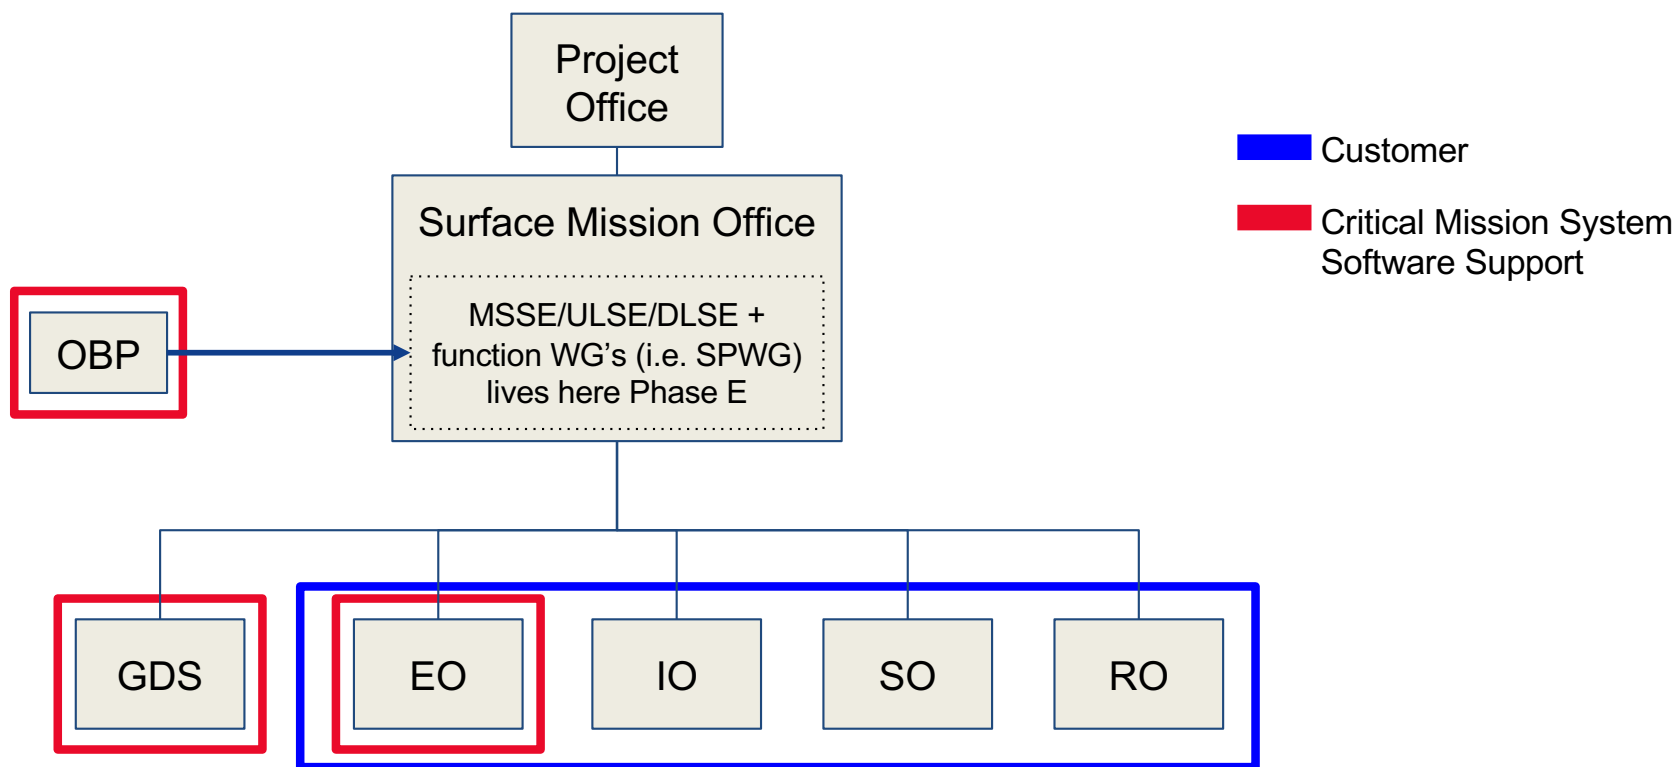 Project
Office
Customer
Surface Mission Office
Critical Mission System
Software Support
MSSE/ULSE/DLSE +
function WG's (i.e. SPWG)
lives here Phase E
OBP
GDS
EO
IO
SO
RO